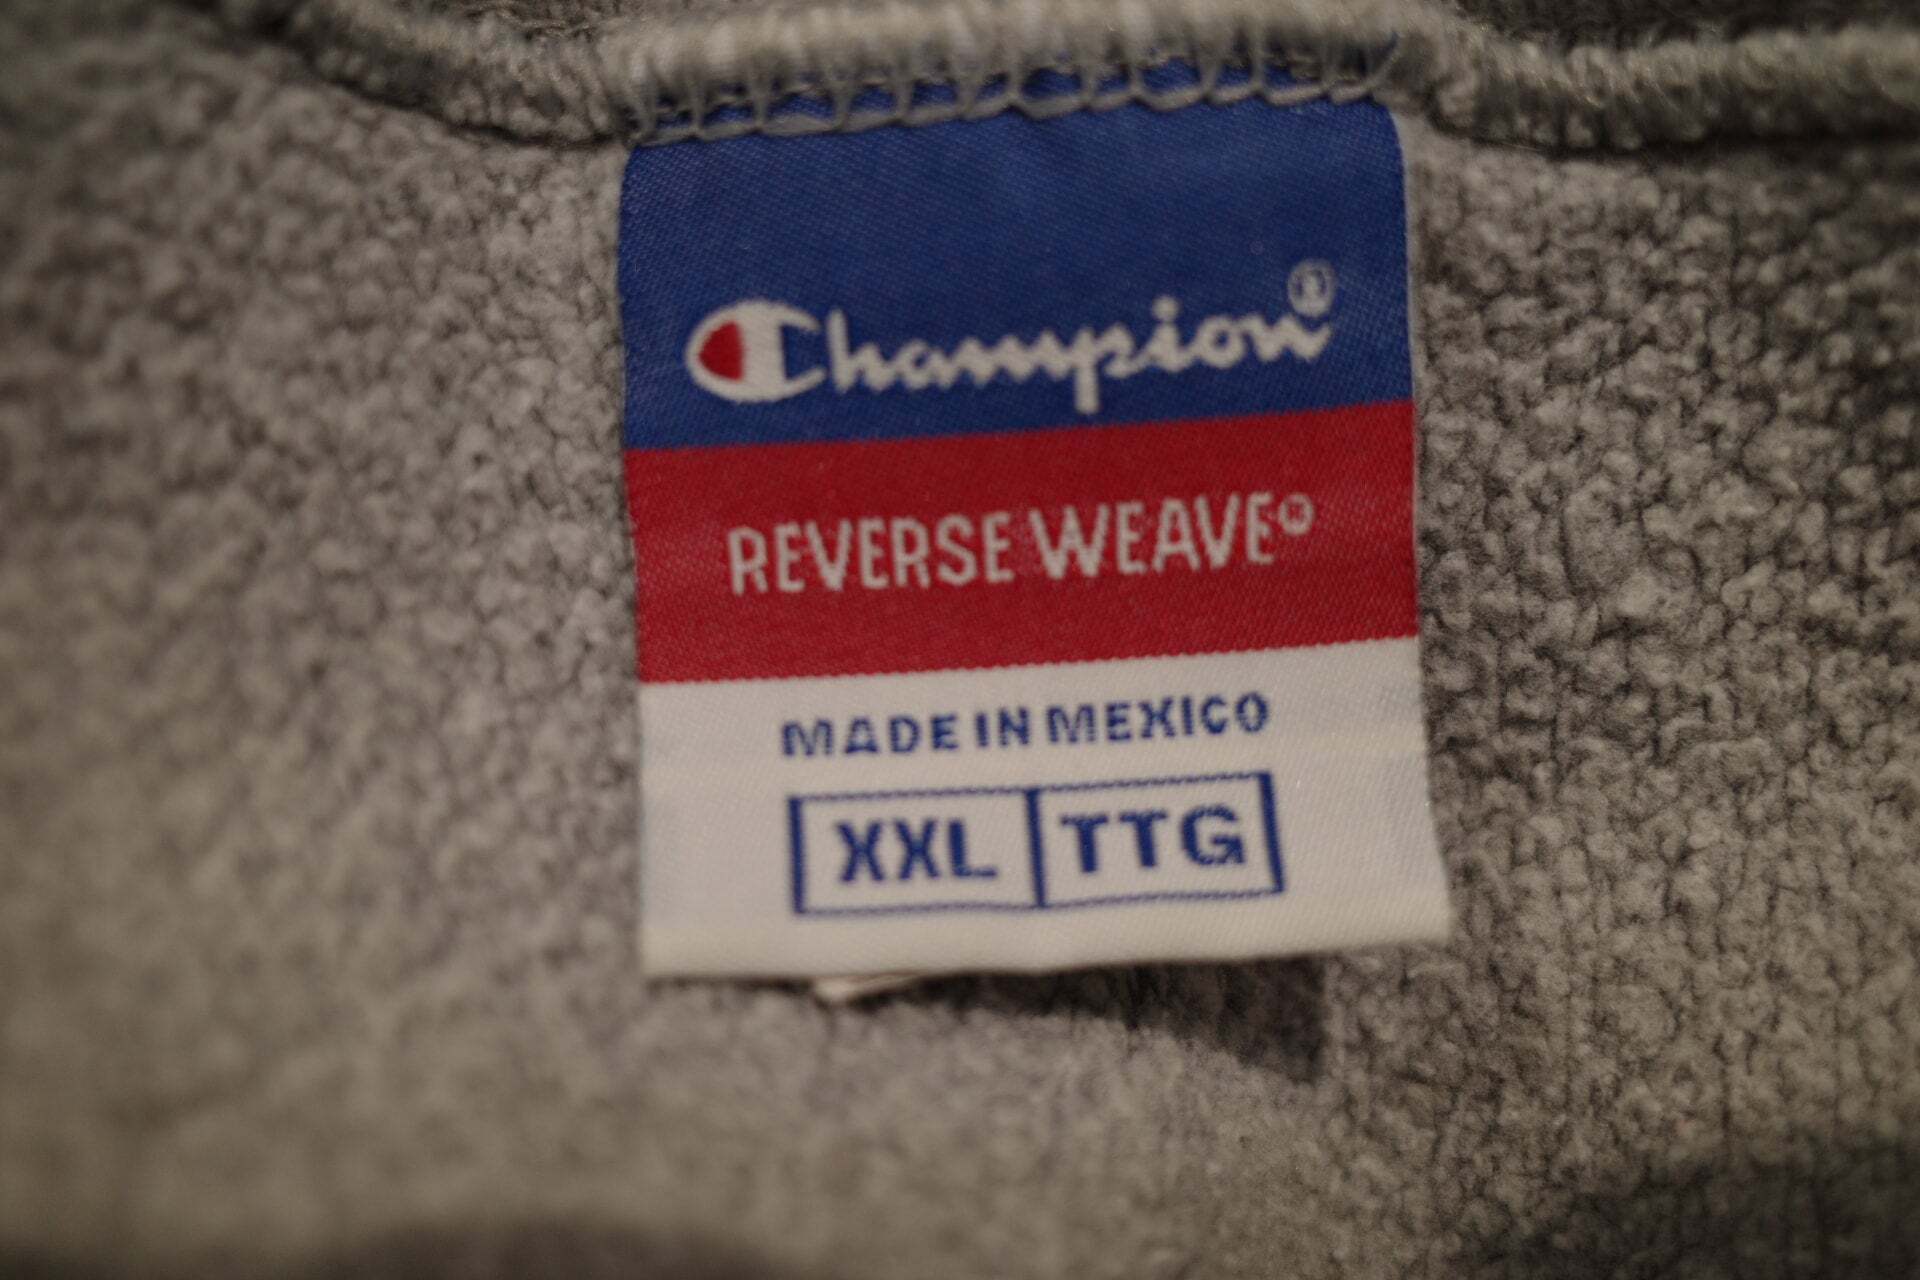 Champion®
REVERSE WEAVE®
MADE IN MEXICO
XXL TTG